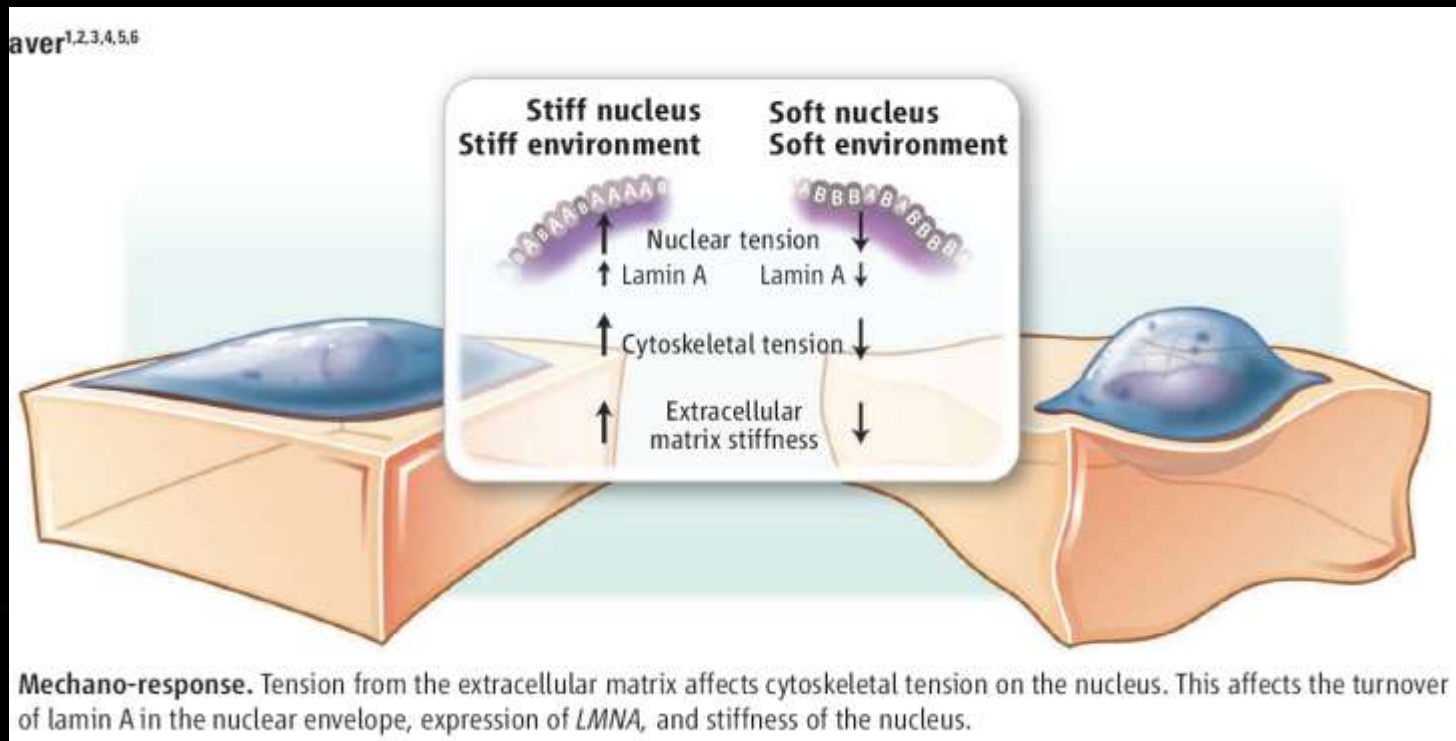 aver1,2,3,4,5,6
Stiff nucleus
Stiff environment
Soft nucleus
Soft environment
Nuclear tension
Lamin A
Lamin A
Cytoskeletal tension
Extracellular
matrix stiffness
Mechano-response. Tension from the extracellular matrix affects cytoskeletal tension on the nucleus. This affects the turnover
of lamin A in the nuclear envelope, expression of LMNA, and stiffness of the nucleus.